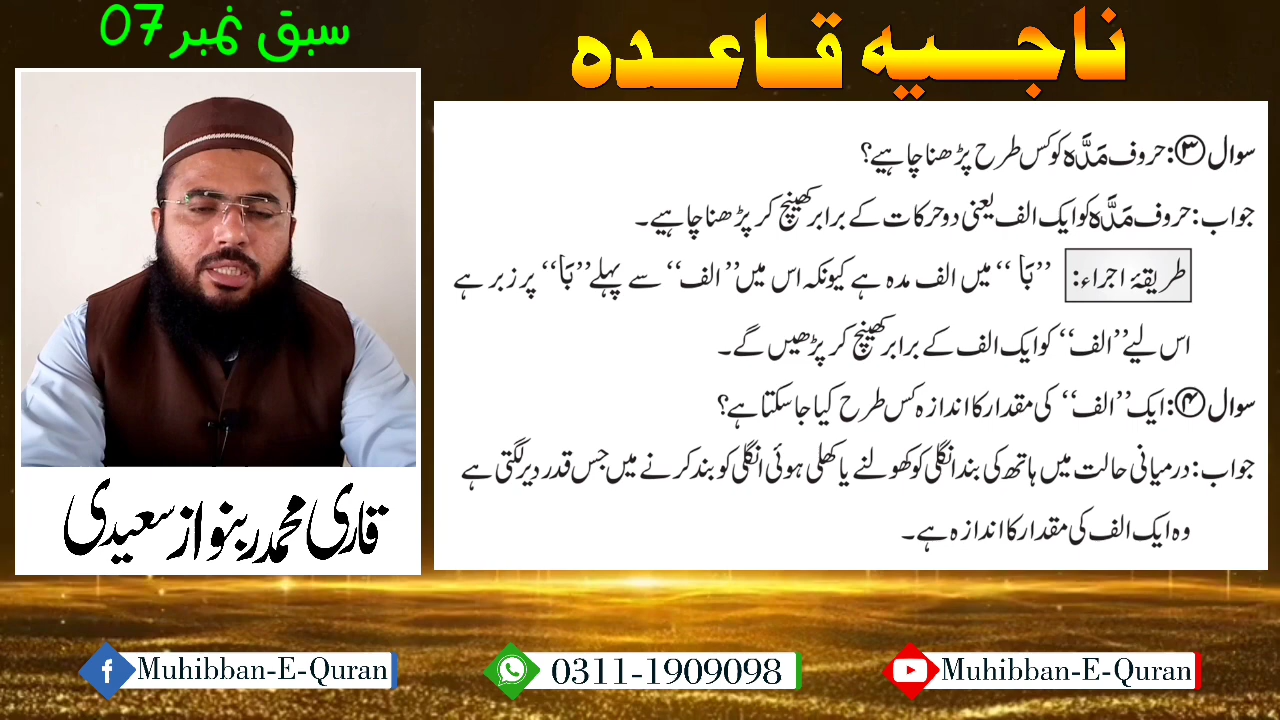 سبق نمبر 07
ناجیہ قاعدہ
سوال ③: حروف مَدَّہ کو کس طرح پڑھنا چاہیے؟
جواب: حروف مَدَّہ کو ایک الف یعنی دو حرکات کے برابر کھینچ کر پڑھنا چاہیے۔
طریقۂ اجراء: ’’بَا‘‘ میں الف مدہ ہے کیونکہ اس میں ’’الف‘‘ سے پہلے ’’بَا‘‘ پر زبر ہے
اس لیے ’’الف‘‘ کو ایک الف کے برابر کھینچ کر پڑھیں گے۔
سوال ④: ایک ’’الف‘‘ کی مقدار کا اندازہ کس طرح کیا جا سکتا ہے؟
جواب: درمیانی حالت میں ہاتھ کی بند انگلی کو کھولنے یا کھلی ہوئی انگلی کو بند کرنے میں جس قدر دیر لگتی ہے
وہ ایک الف کی مقدار کا اندازہ ہے۔
قاری محمد ربنواز سعیدی
Muhibban-E-Quran
0311-1909098
Muhibban-E-Quran